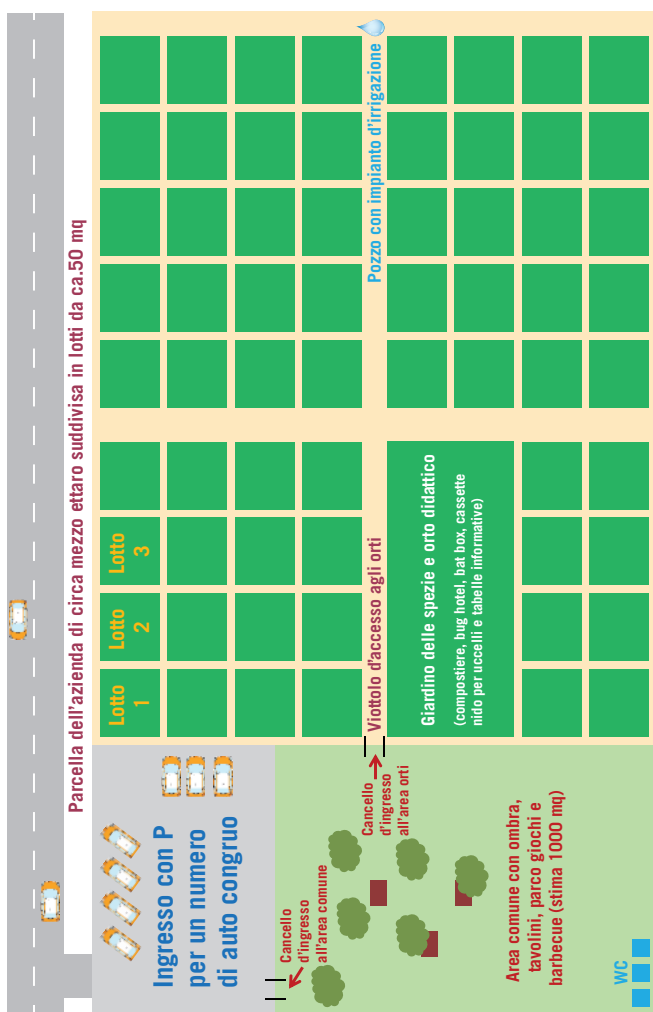 Parcella dell'azienda di circa mezzo ettaro suddivisa in lotti da ca.50 mq
Ingresso con P
per un numero
di auto congruo
Lotto
1
Lotto
2
Lotto
3
Pozzo con impianto d'irrigazione
Viottolo d'accesso agli orti
Giardino delle spezie e orto didattico
(compostiere, bug hotel, bat box, cassette
nido per uccelli e tabelle informative)
Cancello
d'ingresso
all'area comune
Cancello
d'ingresso
all'area orti
Area comune con ombra,
tavolini, parco giochi e
barbecue (stima 1000 mq)
WC